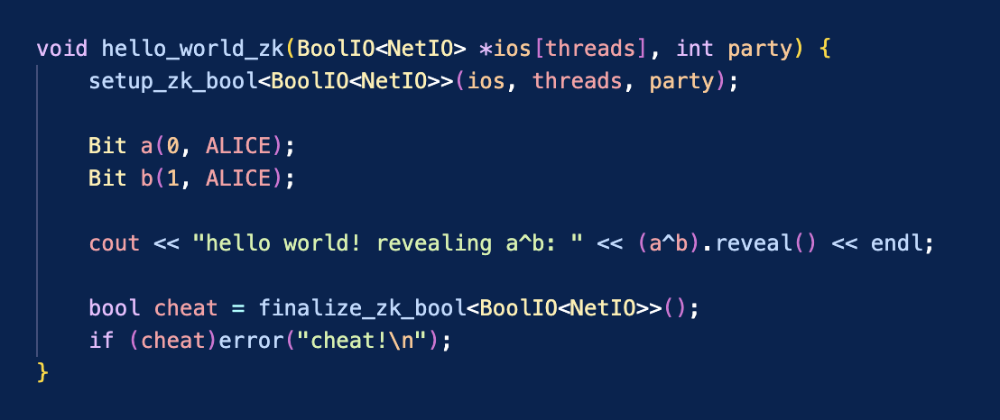 void hello_world_zk(BoolIO<NetIO> *ios[threads], int party) {
    setup_zk_bool<BoolIO<NetIO>>(ios, threads, party);
    Bit a(0, ALICE);
    Bit b(1, ALICE);
    cout << "hello world! revealing a^b: " << (a^b).reveal() << endl;
    bool cheat = finalize_zk_bool<BoolIO<NetIO>>();
    if (cheat)error("cheat!\n");
}